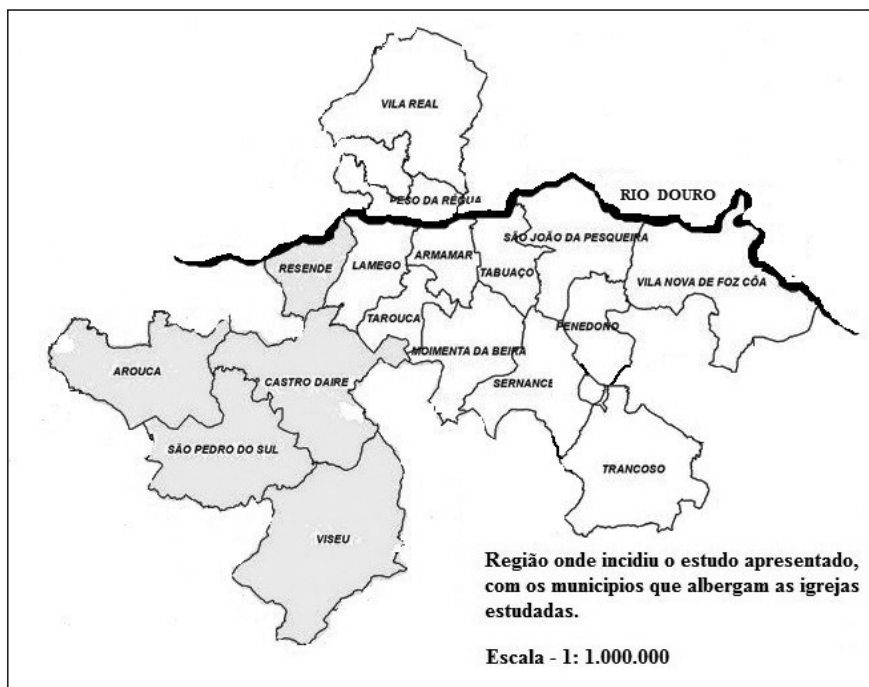 VILA REAL
PESO DA RÉGUA
RIO DOURO
SÃO JOÃO DA PESQUEIRA
ARMAMAR
LAMEGO
RESENDE
TABUAÇO
VILA NOVA DE FOZ CÔA
TAROUCA
PENEDONO
MOIMENTA DA BEIRA
AROUCA
CASTRO DAIRE
SERNANCE
SÃO PEDRO DO SUL
TRANCOSO
VISEU
Região onde incidiu o estudo apresentado,
com os municipios que albergam as igrejas
estudadas.
Escala - 1: 1.000.000